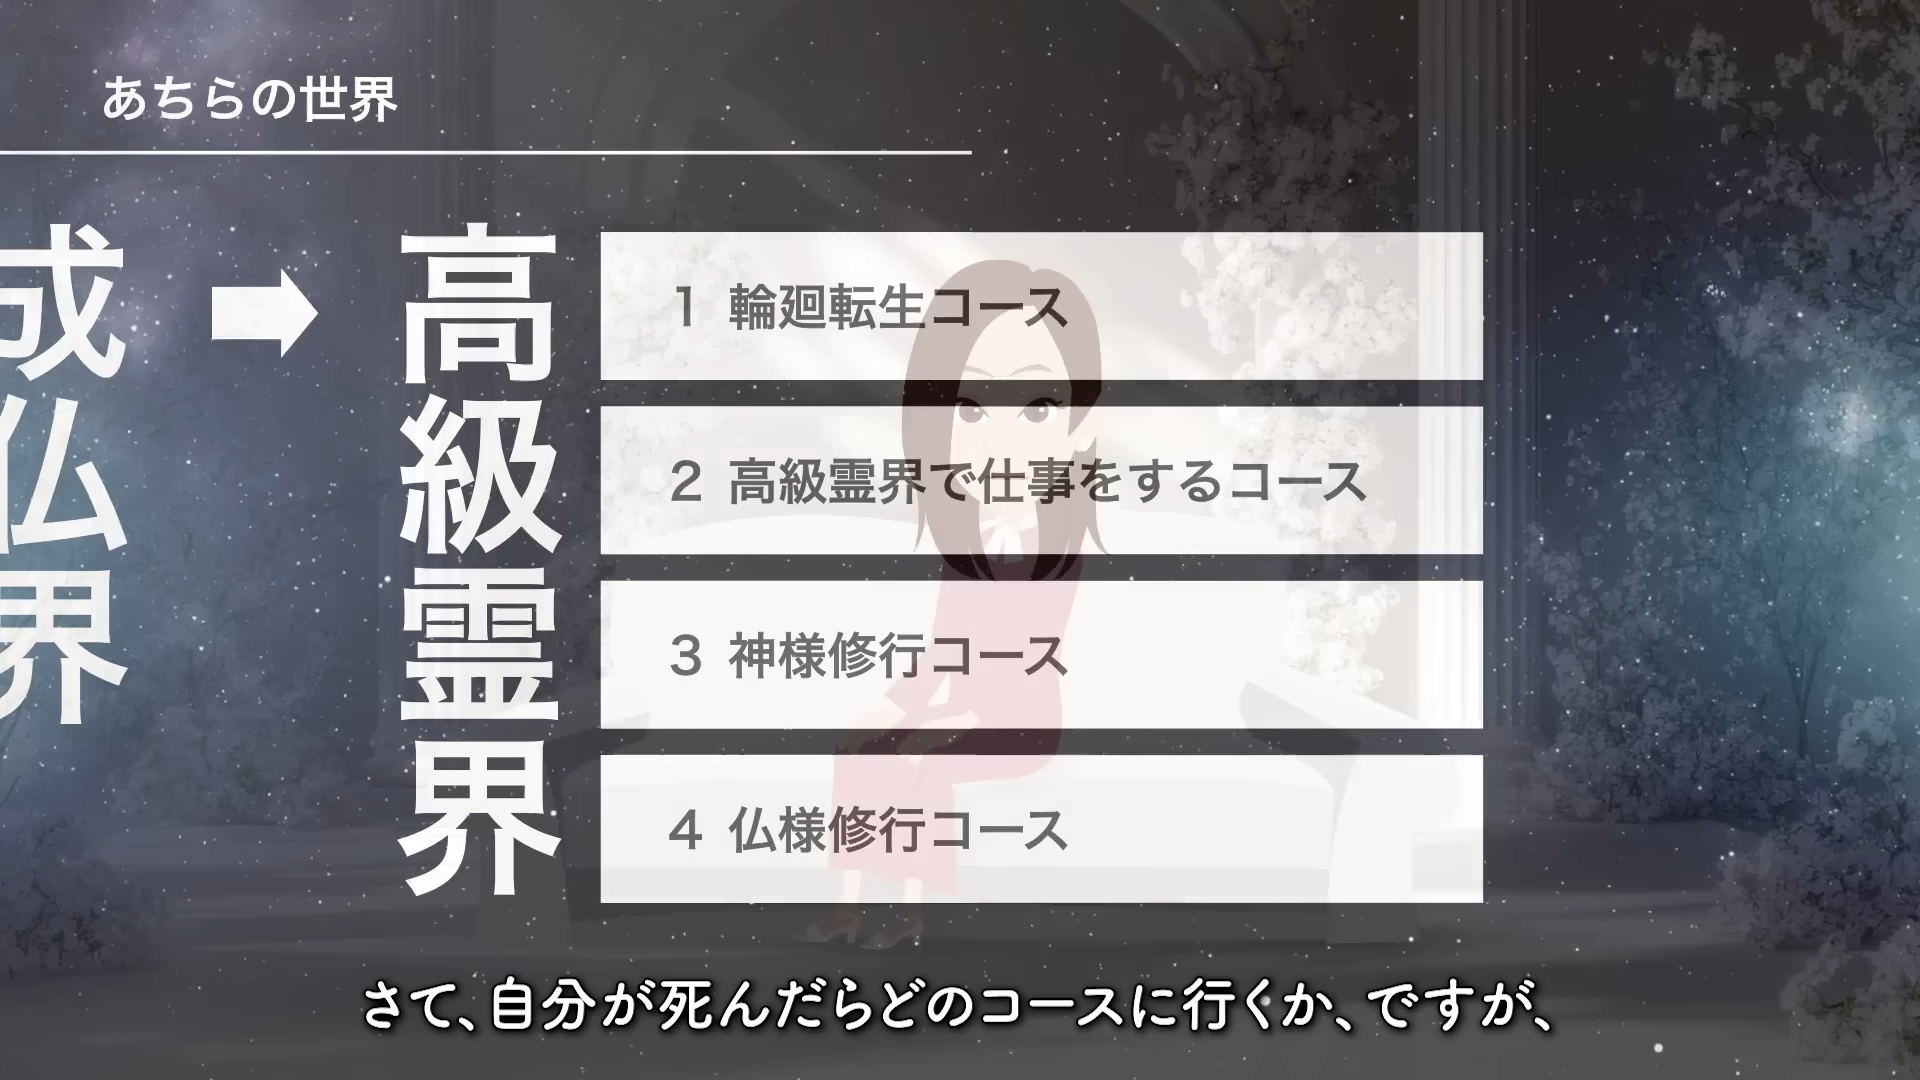 あちらの世界
成仏界
高級霊界
1 輪廻転生コース
2 高級霊界で仕事をするコース
3 神様修行コース
4 仏様修行コース
さて、自分が死んだらどのコースに行くか、ですが、